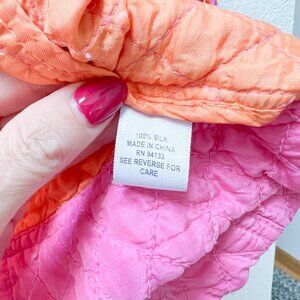 100% SILK
MADE IN CHINA
RN 94133
SEE REVERSE FOR
CARE